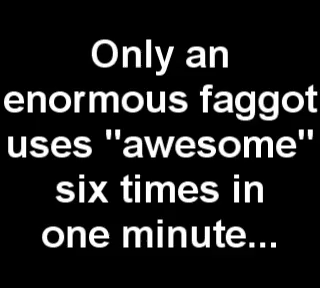 Only an
enormous faggot
uses "awesome"
six times in
one minute...